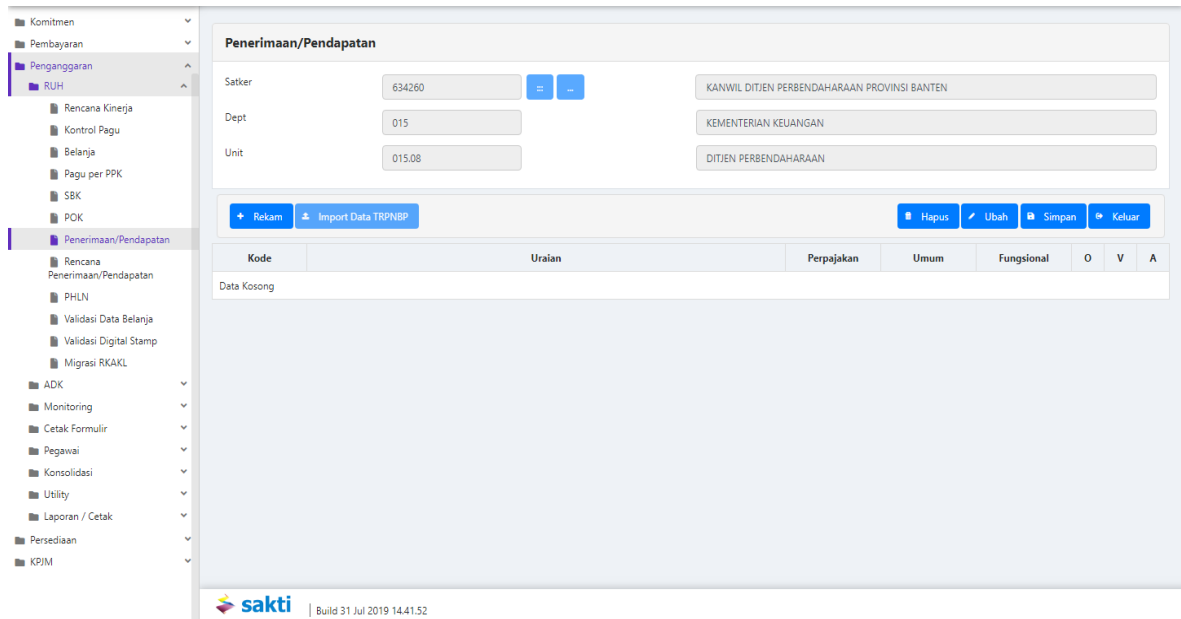 Komitmen
Pembayaran
Penganggaran
RUH
Rencana Kinerja
Kontrol Pagu
Belanja
Pagu per PPK
SBK
POK
Penerimaan/Pendapatan
Rencana
Penerimaan/Pendapatan
PHLN
Validasi Data Belanja
Validasi Digital Stamp
Migrasi RKAKL
ADK
Monitoring
Cetak Formulir
Pegawai
Konsolidasi
Utility
Laporan / Cetak
Persediaan
KPJM
Penerimaan/Pendapatan
Satker 634260 ::: ... KANWIL DITJEN PERBENDAHARAAN PROVINSI BANTEN
Dept 015 KEMENTERIAN KEUANGAN
Unit 015.08 DITJEN PERBENDAHARAAN
+ Rekam Import Data TRPNBP Hapus Ubah Simpan Keluar
Kode Uraian Perpajakan Umum Fungsional O V A
Data Kosong
sakti | Build 31 Jul 2019 14.41.52